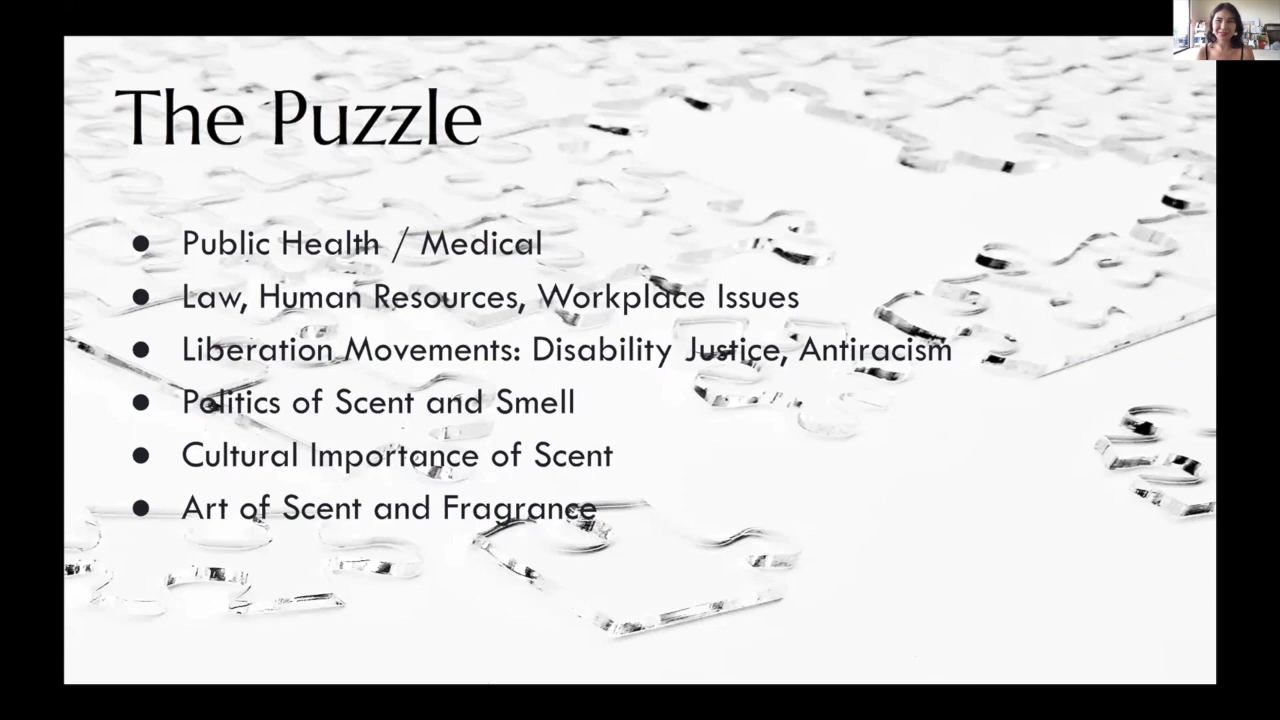 The Puzzle
● Public Health / Medical
● Law, Human Resources, Workplace Issues
● Liberation Movements: Disability Justice, Antiracism
● Politics of Scent and Smell
● Cultural Importance of Scent
● Art of Scent and Fragrance